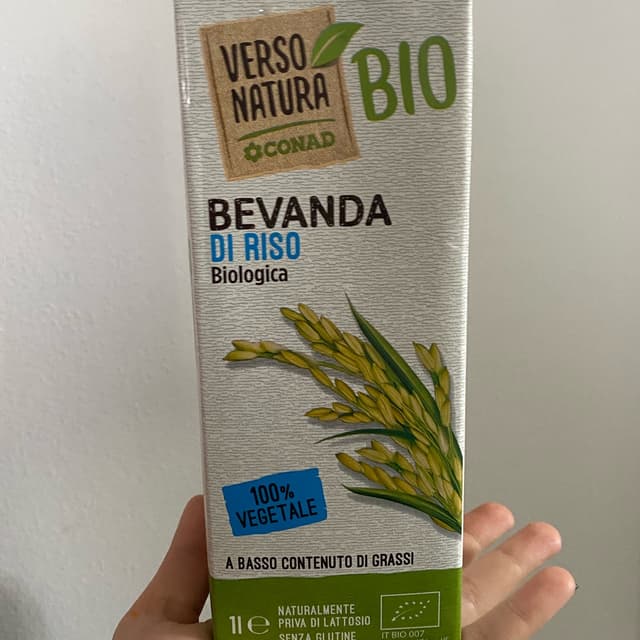 VERSO
NATURA
CONAD
BIO
BEVANDA
DI RISO
Biologica
100%
VEGETALE
A BASSO CONTENUTO DI GRASSI
1l e
NATURALMENTE
PRIVA DI LATTOSIO
SENZA GLUTINE
IT BIO 007